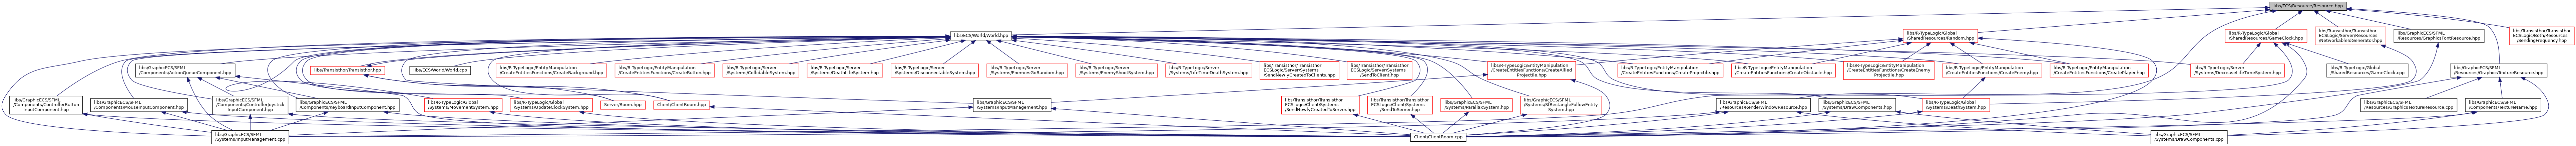 libs/ECS/Resource/Resource.hpp
libs/ECS/World/World.hpp
libs/R-TypeLogic/Global
/SharedResources/Random.hpp
libs/R-TypeLogic/Global
/SharedResources/GameClock.hpp
libs/Transisthor/Transisthor
ECSLogic/Server/Resources
/NetworkableIdGenerator.hpp
libs/GraphicECS/SFML
/Resources/GraphicsFontResource.hpp
libs/Transisthor/Transisthor
ECSLogic/Both/Resources
/SendingFrequency.hpp
libs/GraphicECS/SFML
/Components/ActionQueueComponent.hpp
libs/Transisthor/Transisthor.hpp
libs/ECS/World/World.cpp
libs/R-TypeLogic/EntityManipulation
/CreateEntitiesFunctions/CreateBackground.hpp
libs/R-TypeLogic/EntityManipulation
/CreateEntitiesFunctions/CreateButton.hpp
libs/R-TypeLogic/Server
/Systems/CollidableSystem.hpp
libs/R-TypeLogic/Server
/Systems/DeathLifeSystem.hpp
libs/R-TypeLogic/Server
/Systems/DisconnectableSystem.hpp
libs/R-TypeLogic/Server
/Systems/EnemiesGoRandom.hpp
libs/R-TypeLogic/Server
/Systems/EnemyShootSystem.hpp
libs/R-TypeLogic/Server
/Systems/LifeTimeDeathSystem.hpp
libs/Transisthor/Transisthor
ECSLogic/Server/Systems
/SendNewlyCreatedToClients.hpp
libs/Transisthor/Transisthor
ECSLogic/Server/Systems
/SendToClient.hpp
libs/R-TypeLogic/EntityManipulation
/CreateEntitiesFunctions/CreateAllied
Projectile.hpp
libs/R-TypeLogic/EntityManipulation
/CreateEntitiesFunctions/CreateProjectile.hpp
libs/R-TypeLogic/EntityManipulation
/CreateEntitiesFunctions/CreateObstacle.hpp
libs/R-TypeLogic/EntityManipulation
/CreateEntitiesFunctions/CreateEnemy
Projectile.hpp
libs/R-TypeLogic/EntityManipulation
/CreateEntitiesFunctions/CreateEnemy.hpp
libs/R-TypeLogic/EntityManipulation
/CreateEntitiesFunctions/CreatePlayer.hpp
libs/R-TypeLogic/Server
/Systems/DecreaseLifeTimeSystem.hpp
libs/R-TypeLogic/Global
/SharedResources/GameClock.cpp
libs/GraphicECS/SFML
/Resources/GraphicsTextureResource.hpp
libs/GraphicECS/SFML
/Components/ControllerButton
InputComponent.hpp
libs/GraphicECS/SFML
/Components/MouseInputComponent.hpp
libs/GraphicECS/SFML
/Components/ControllerJoystick
InputComponent.hpp
libs/GraphicECS/SFML
/Components/KeyboardInputComponent.hpp
libs/R-TypeLogic/Global
/Systems/MovementSystem.hpp
libs/R-TypeLogic/Global
/Systems/UpdateClockSystem.hpp
Server/Room.hpp
Client/ClientRoom.hpp
libs/GraphicECS/SFML
/Systems/InputManagement.hpp
libs/Transisthor/Transisthor
ECSLogic/Client/Systems
/SendNewlyCreatedToServer.hpp
libs/Transisthor/Transisthor
ECSLogic/Client/Systems
/SendToServer.hpp
libs/GraphicECS/SFML
/Systems/ParallaxSystem.hpp
libs/GraphicECS/SFML
/Systems/SfRectangleFollowEntity
System.hpp
libs/GraphicECS/SFML
/Resources/RenderWindowResource.hpp
libs/GraphicECS/SFML
/Systems/DrawComponents.hpp
libs/R-TypeLogic/Global
/Systems/DeathSystem.hpp
libs/GraphicECS/SFML
/Resources/GraphicsTextureResource.cpp
libs/GraphicECS/SFML
/Components/TextureName.hpp
libs/GraphicECS/SFML
/Systems/InputManagement.cpp
Client/ClientRoom.cpp
libs/GraphicECS/SFML
/Systems/DrawComponents.cpp